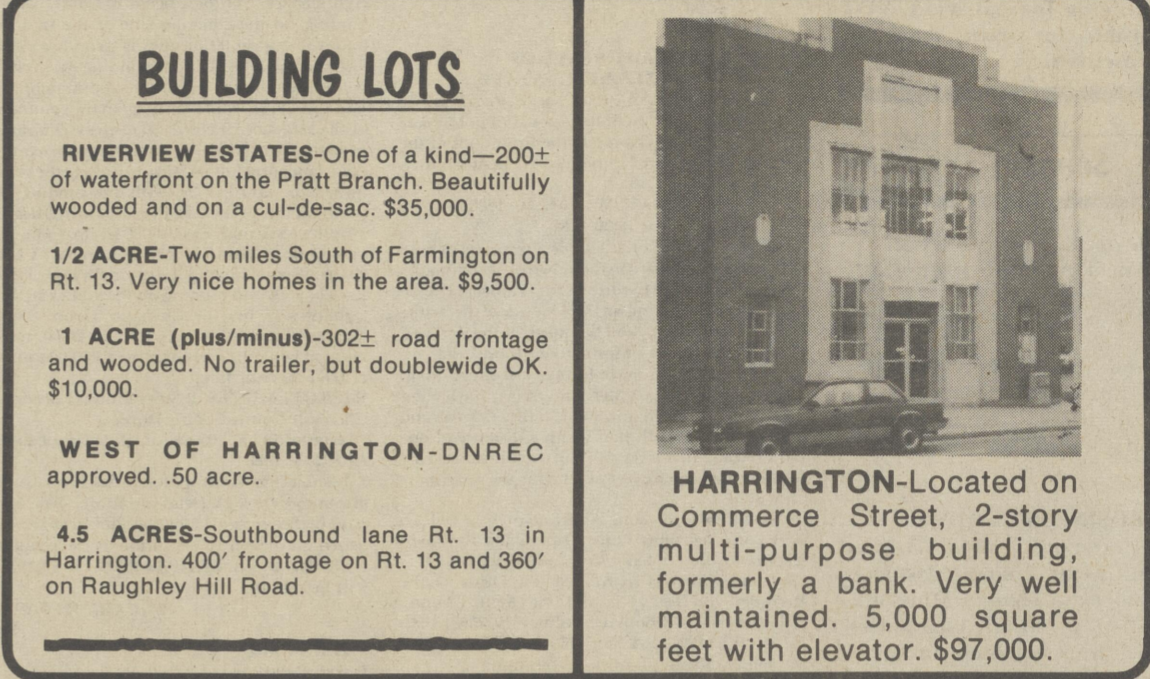 BUILDING LOTS
RIVERVIEW ESTATES-One of a kind—200±
of waterfront on the Pratt Branch. Beautifully
wooded and on a cul-de-sac. $35,000.
1/2 ACRE-Two miles South of Farmington on
Rt. 13. Very nice homes in the area. $9,500.
1 ACRE (plus/minus)-302± road frontage
and wooded. No trailer, but doublewide OK.
$10,000.
WEST OF HARRINGTON-DNREC
approved. .50 acre.
4.5 ACRES-Southbound lane Rt. 13 in
Harrington. 400′ frontage on Rt. 13 and 360′
on Raughley Hill Road.
HARRINGTON-Located on
Commerce Street, 2-story
multi-purpose building,
formerly a bank. Very well
maintained. 5,000 square
feet with elevator. $97,000.